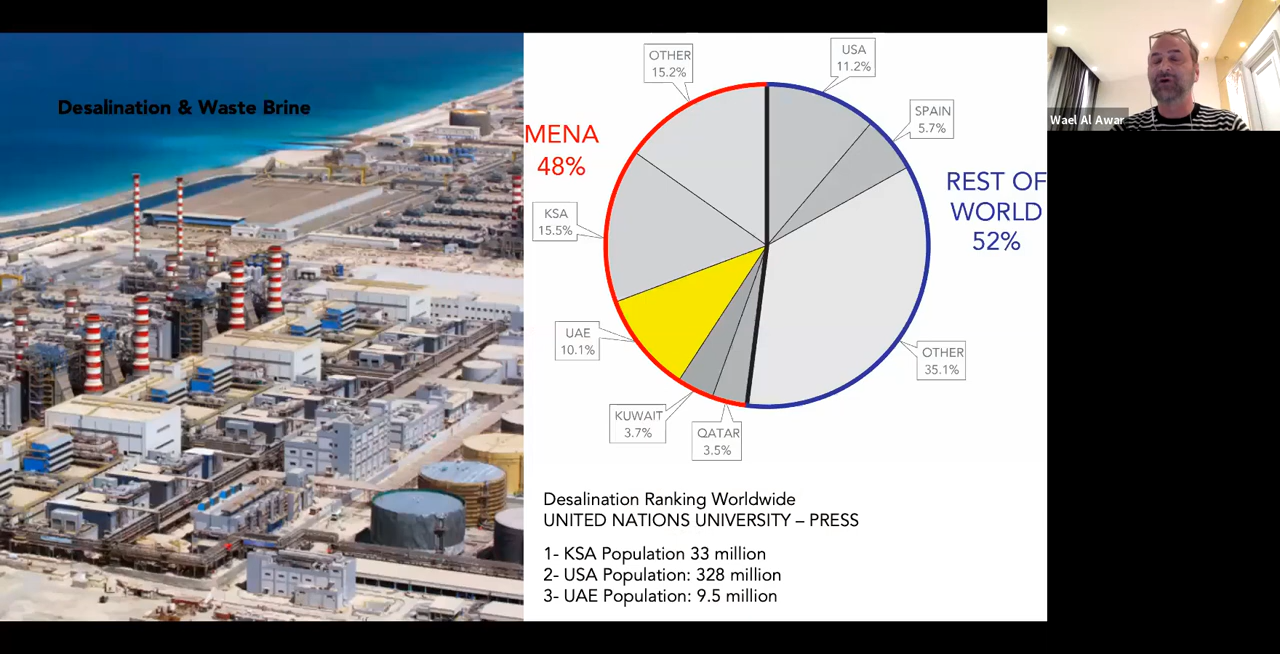 Desalination & Waste Brine
OTHER
15.2%
USA
11.2%
SPAIN
5.7%
MENA
48%
REST OF
WORLD
52%
KSA
15.5%
UAE
10.1%
OTHER
35.1%
KUWAIT
3.7%
QATAR
3.5%
Desalination Ranking Worldwide
UNITED NATIONS UNIVERSITY – PRESS
1- KSA Population 33 million
2- USA Population: 328 million
3- UAE Population: 9.5 million
Wael Al Awar